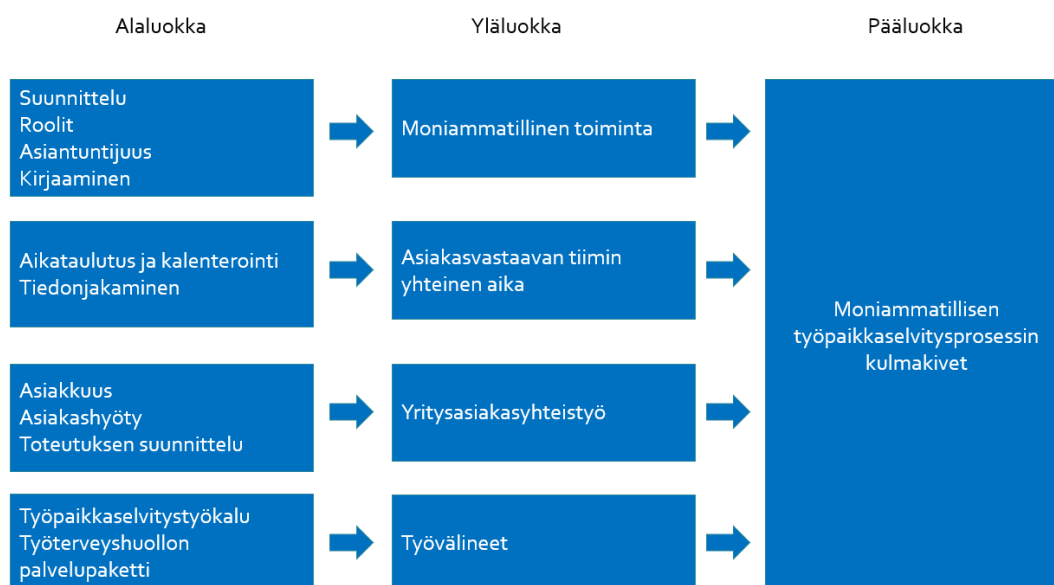 Alaluokka
Yläluokka
Pääluokka
Suunnittelu
Roolit
Asiantuntijuus
Kirjaaminen
Moniammatillinen toiminta
Aikataulutus ja kalenterointi
Tiedonjakaminen
Asiakasvastaavan tiimin
yhteinen aika
Asiakkuus
Asiakashyöty
Toteutuksen suunnittelu
Yritysasiakasyhteistyö
Työpaikkaselvitystyökalu
Työterveyshuollon
palvelupaketti
Työvälineet
Moniammatillisen
työpaikkaselvitysprosessin
kulmakivet